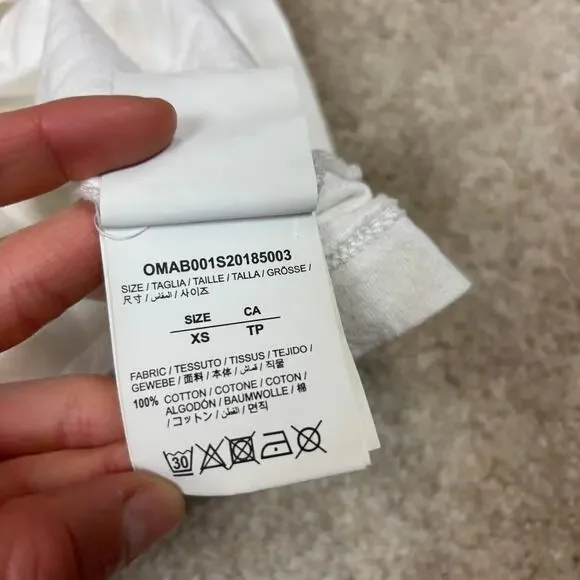 OMAB001S20185003
SIZE / TAGLIA / TAILLE / TALLA / GRÖSSE /
尺寸 / المقاس / 사이즈
SIZE CA
XS TP
FABRIC / TESSUTO / TISSUS / TEJIDO /
GEWEBE / 面料 / 本体 / قماش / 직물
100% COTTON / COTONE / COTON /
ALGODÓN / BAUMWOLLE / 棉
/ コットン / القطن / 면직
30